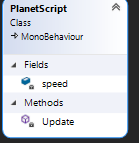 PlanetScript
Class
MonoBehaviour
Fields
speed
Methods
Update